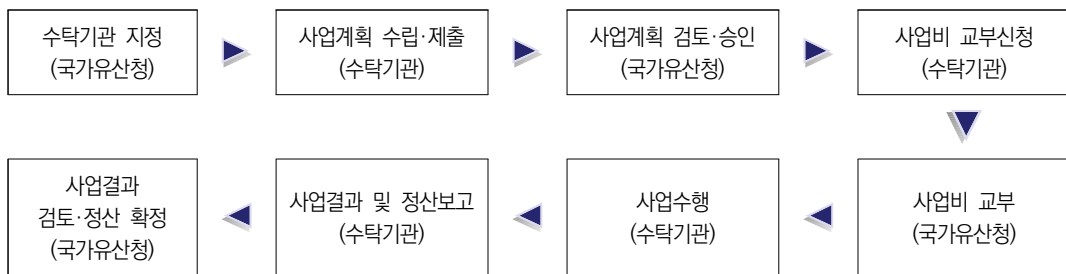 수탁기관 지정
(국가유산청)
사업계획 수립·제출
(수탁기관)
사업계획 검토·승인
(국가유산청)
사업비 교부신청
(수탁기관)
사업비 교부
(국가유산청)
사업수행
(수탁기관)
사업결과 및 정산보고
(수탁기관)
사업결과
검토·정산 확정
(국가유산청)